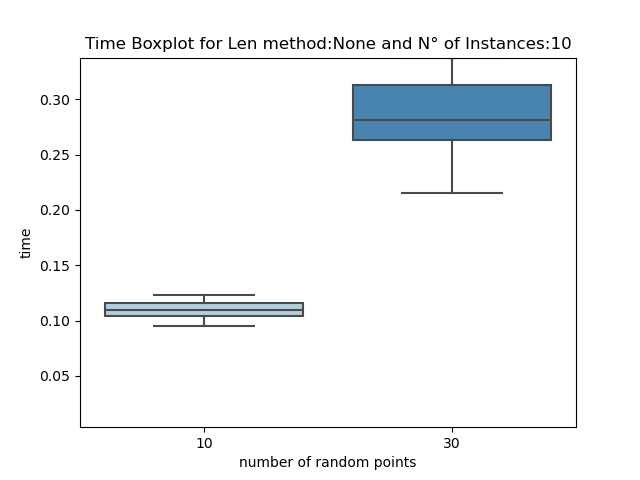 Time Boxplot for Len method:None and N° of Instances:10
0.30
0.25
0.20
0.15
0.10
0.05
time
10 30
number of random points